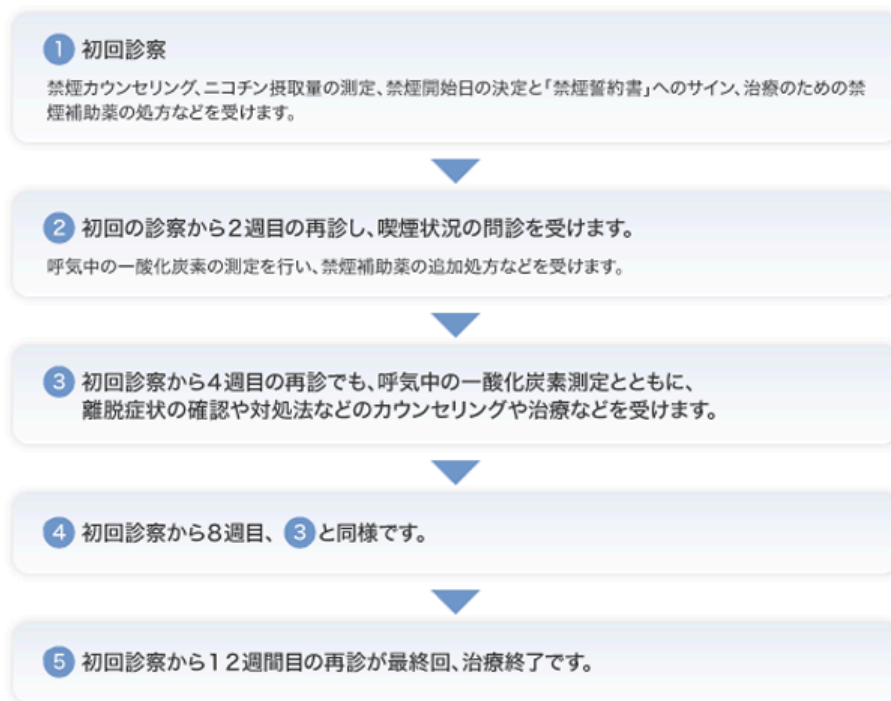 1 初回診察
禁煙カウンセリング、ニコチン摂取量の測定、禁煙開始日の決定と「禁煙誓約書」へのサイン、治療のための禁
煙補助薬の処方などを受けます。
2 初回の診察から2週目の再診し、喫煙状況の問診を受けます。
呼気中の一酸化炭素の測定を行い、禁煙補助薬の追加処方などを受けます。
3 初回診察から4週目の再診でも、呼気中の一酸化炭素測定とともに、
離脱症状の確認や対処法などのカウンセリングや治療などを受けます。
4 初回診察から8週目、3と同様です。
5 初回診察から12週間目の再診が最終回、治療終了です。